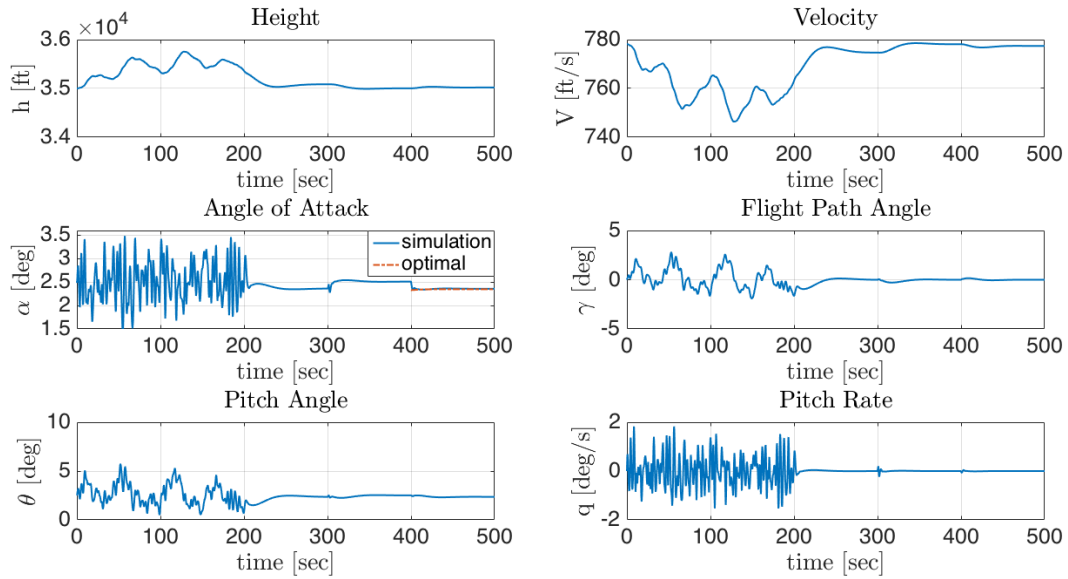 Height
×10⁴
3.6
3.5
3.4
h [ft]
0 100 200 300 400 500
time [sec]
Velocity
780
760
740
V [ft/s]
0 100 200 300 400 500
time [sec]
Angle of Attack
3.5
3
2.5
2
1.5
α [deg]
simulation
optimal
0 100 200 300 400 500
time [sec]
Flight Path Angle
5
0
-5
γ [deg]
0 100 200 300 400 500
time [sec]
Pitch Angle
10
5
0
θ [deg]
0 100 200 300 400 500
time [sec]
Pitch Rate
2
0
-2
q [deg/s]
0 100 200 300 400 500
time [sec]